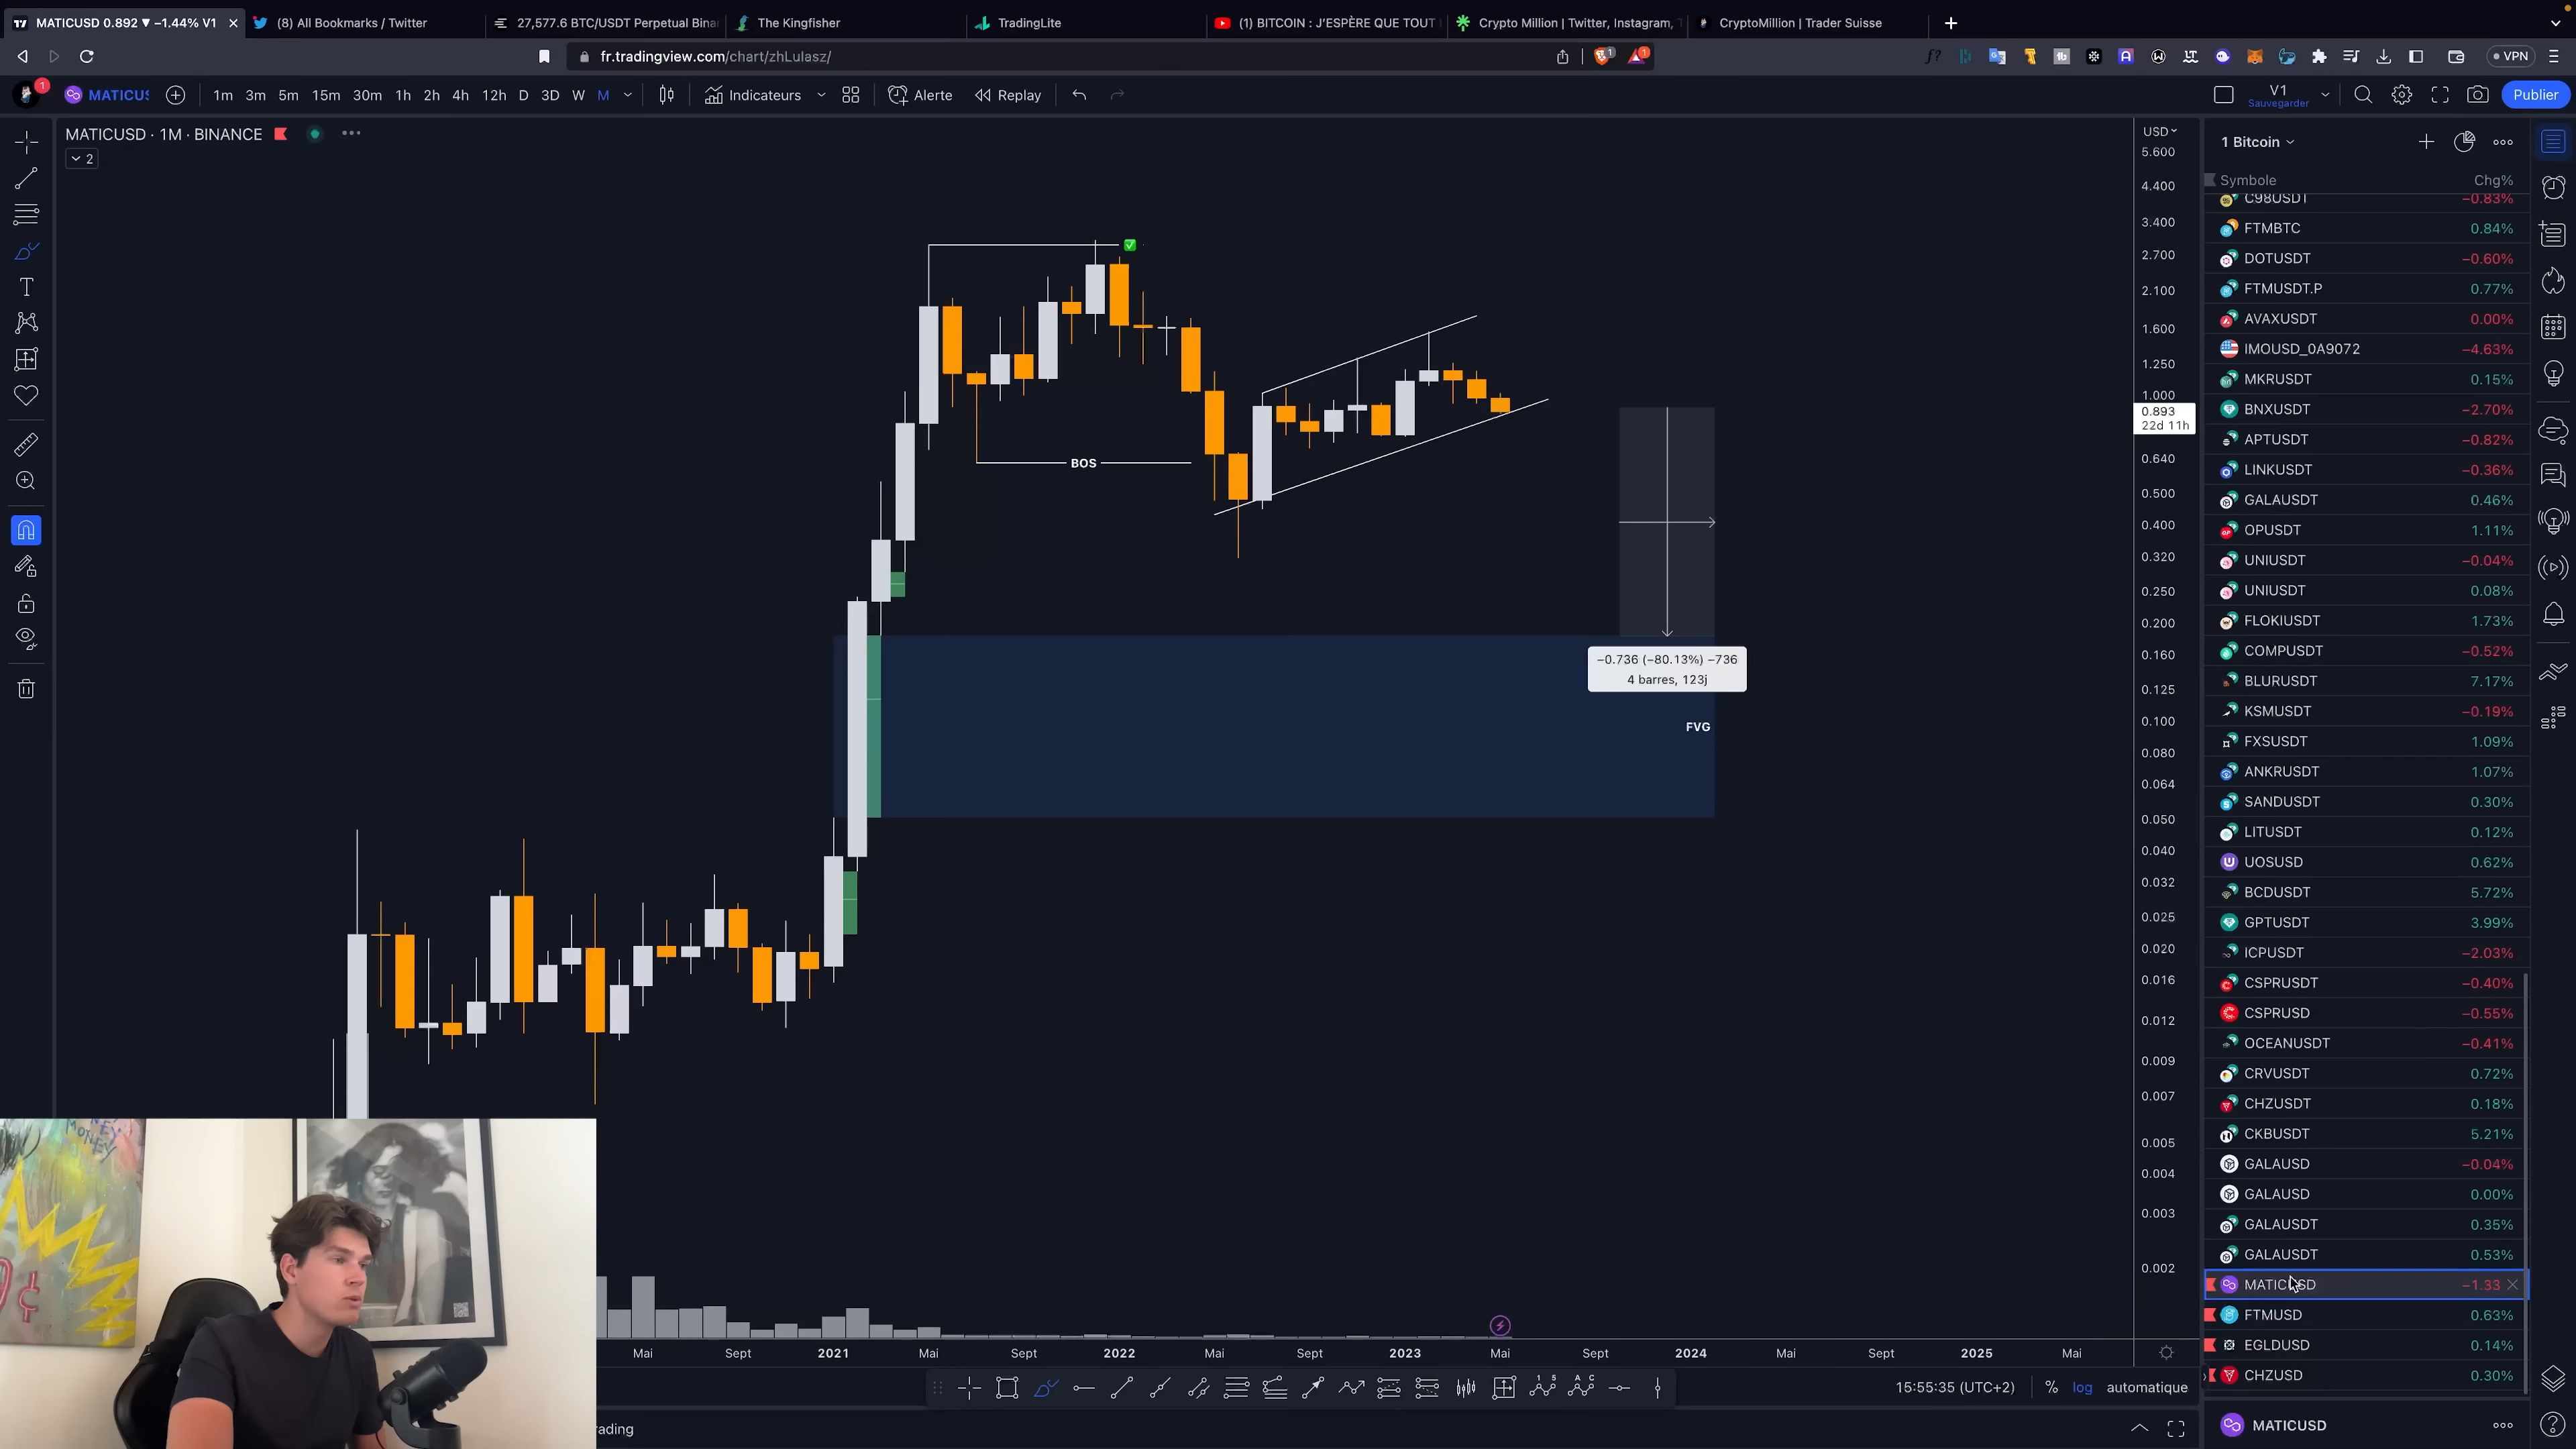 MATICUSD 0.892 ▼ −1.44% V1
(8) All Bookmarks / Twitter
27,577.6 BTC/USDT Perpetual Binan
The Kingfisher
TradingLite
(1) BITCOIN : J'ESPÈRE QUE TOUT
Crypto Million | Twitter, Instagram,
CryptoMillion | Trader Suisse
fr.tradingview.com/chart/zhLulasz/
VPN
MATICUS
1m 3m 5m 15m 30m 1h 2h 4h 12h D 3D W M
Indicateurs
Alerte
Replay
V1
Sauvegarder
Publier
MATICUSD · 1M · BINANCE
2
USD
5.600
4.400
3.400
2.700
2.100
1.600
1.250
1.000
0.893
22d 11h
0.640
0.500
0.400
0.320
0.250
0.200
0.160
0.125
0.100
0.080
0.064
0.050
0.040
0.032
0.025
0.020
0.016
0.012
0.009
0.007
0.005
0.004
0.003
0.002
BOS
−0.736 (−80.13%) −736
4 barres, 123j
FVG
1 Bitcoin
Symbole Chg%
C98USDT −0.83%
FTMBTC 0.84%
DOTUSDT −0.60%
FTMUSDT.P 0.77%
AVAXUSDT 0.00%
IMOUSD_0A9072 −4.63%
MKRUSDT 0.15%
BNXUSDT −2.70%
APTUSDT −0.82%
LINKUSDT −0.36%
GALAUSDT 0.46%
OPUSDT 1.11%
UNIUSDT −0.04%
UNIUSDT 0.08%
FLOKIUSDT 1.73%
COMPUSDT −0.52%
BLURUSDT 7.17%
KSMUSDT −0.19%
FXSUSDT 1.09%
ANKRUSDT 1.07%
SANDUSDT 0.30%
LITUSDT 0.12%
UOSUSD 0.62%
BCDUSDT 5.72%
GPTUSDT 3.99%
ICPUSDT −2.03%
CSPRUSDT −0.40%
CSPRUSD −0.55%
OCEANUSDT −0.41%
CRVUSDT 0.72%
CHZUSDT 0.18%
CKBUSDT 5.21%
GALAUSD −0.04%
GALAUSD 0.00%
GALAUSDT 0.35%
GALAUSDT 0.53%
MATICUSD −1.33
FTMUSD 0.63%
EGLDUSD 0.14%
CHZUSD 0.30%
MATICUSD
Mai Sept 2021 Mai Sept 2022 Mai Sept 2023 Mai Sept 2024 Mai Sept 2025 Mai
15:55:35 (UTC+2) % log automatique
rading
MONEY